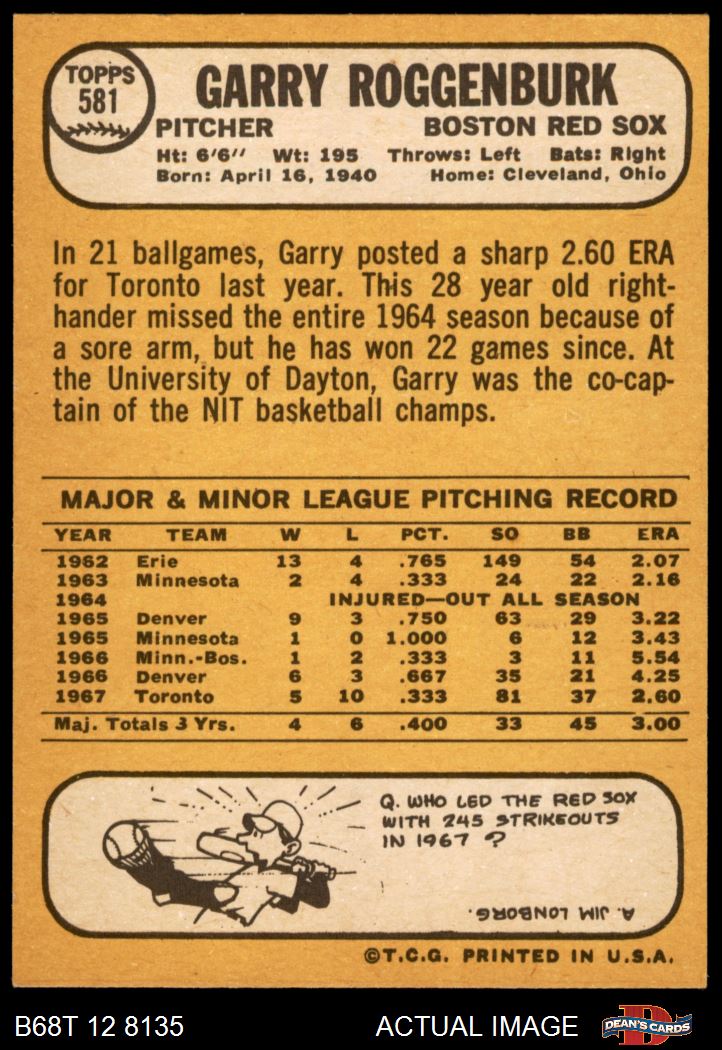 TOPPS
581
GARRY ROGGENBURK
PITCHER BOSTON RED SOX
Ht: 6'6'' Wt: 195 Throws: Left Bats: Right
Born: April 16, 1940 Home: Cleveland, Ohio
In 21 ballgames, Garry posted a sharp 2.60 ERA
for Toronto last year. This 28 year old right-
hander missed the entire 1964 season because of
a sore arm, but he has won 22 games since. At
the University of Dayton, Garry was the co-cap-
tain of the NIT basketball champs.
MAJOR & MINOR LEAGUE PITCHING RECORD
YEAR TEAM W L PCT. SO BB ERA
1962 Erie 13 4 .765 149 54 2.07
1963 Minnesota 2 4 .333 24 22 2.16
1964 INJURED—OUT ALL SEASON
1965 Denver 9 3 .750 63 29 3.22
1965 Minnesota 1 0 1.000 6 12 3.43
1966 Minn.-Bos. 1 2 .333 3 11 5.54
1966 Denver 6 3 .667 35 21 4.25
1967 Toronto 5 10 .333 81 37 2.60
Maj. Totals 3 Yrs. 4 6 .400 33 45 3.00
Q. WHO LED THE RED SOX
WITH 245 STRIKEOUTS
IN 1967 ?
A. JIM LONBORG.
©T.C.G. PRINTED IN U.S.A.
B68T 12 8135 ACTUAL IMAGE D DEAN'S CARDS